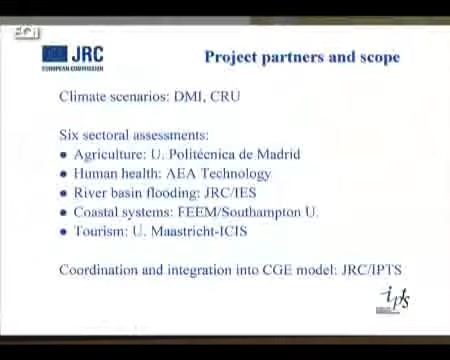 EOI
JRC
EUROPEAN COMMISSION
Project partners and scope
Climate scenarios: DMI, CRU
Six sectoral assessments:
● Agriculture: U. Politécnica de Madrid
● Human health: AEA Technology
● River basin flooding: JRC/IES
● Coastal systems: FEEM/Southampton U.
● Tourism: U. Maastricht-ICIS
Coordination and integration into CGE model: JRC/IPTS
ipts